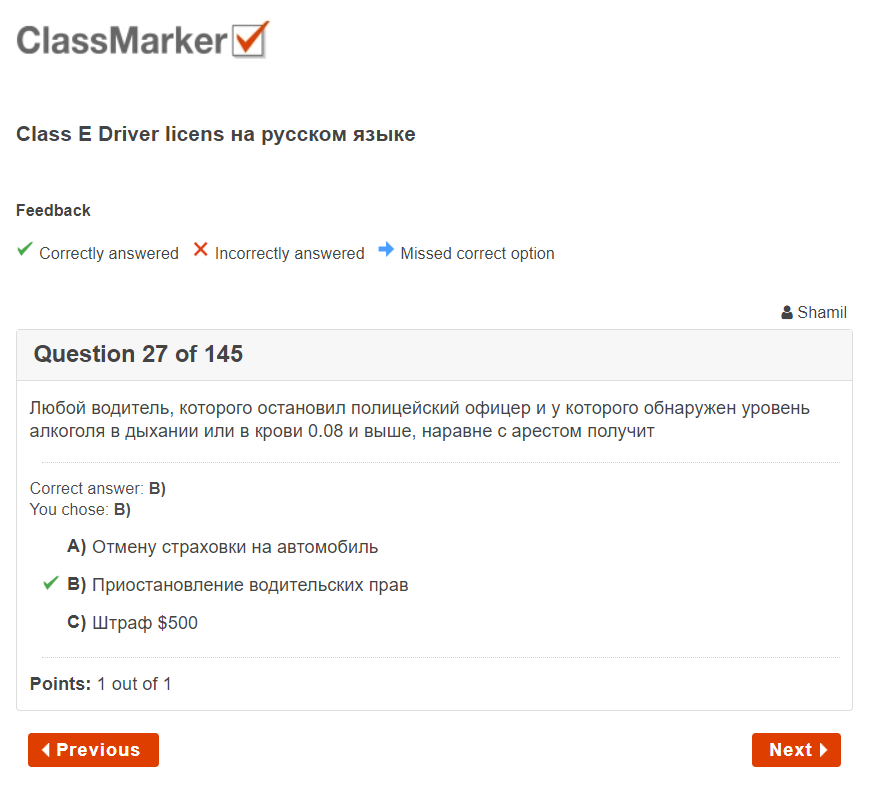 ClassMarker
Class E Driver licens на русском языке
Feedback
Correctly answered Incorrectly answered Missed correct option
Shamil
Question 27 of 145
Любой водитель, которого остановил полицейский офицер и у которого обнаружен уровень
алкоголя в дыхании или в крови 0.08 и выше, наравне с арестом получит
Correct answer: B)
You chose: B)
A) Отмену страховки на автомобиль
B) Приостановление водительских прав
C) Штраф $500
Points: 1 out of 1
Previous Next